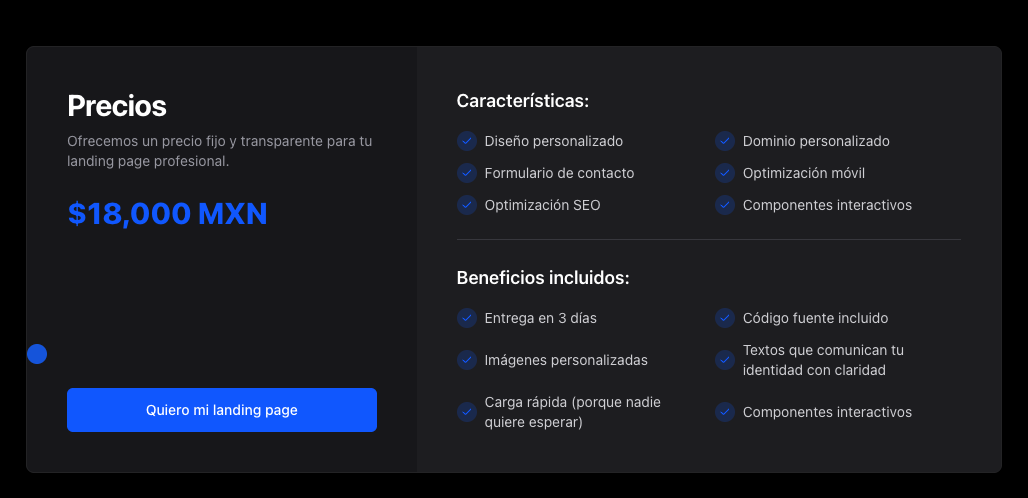 Precios
Ofrecemos un precio fijo y transparente para tu
landing page profesional.
$18,000 MXN
Quiero mi landing page
Características:
Diseño personalizado
Dominio personalizado
Formulario de contacto
Optimización móvil
Optimización SEO
Componentes interactivos
Beneficios incluidos:
Entrega en 3 días
Código fuente incluido
Imágenes personalizadas
Textos que comunican tu
identidad con claridad
Carga rápida (porque nadie
quiere esperar)
Componentes interactivos